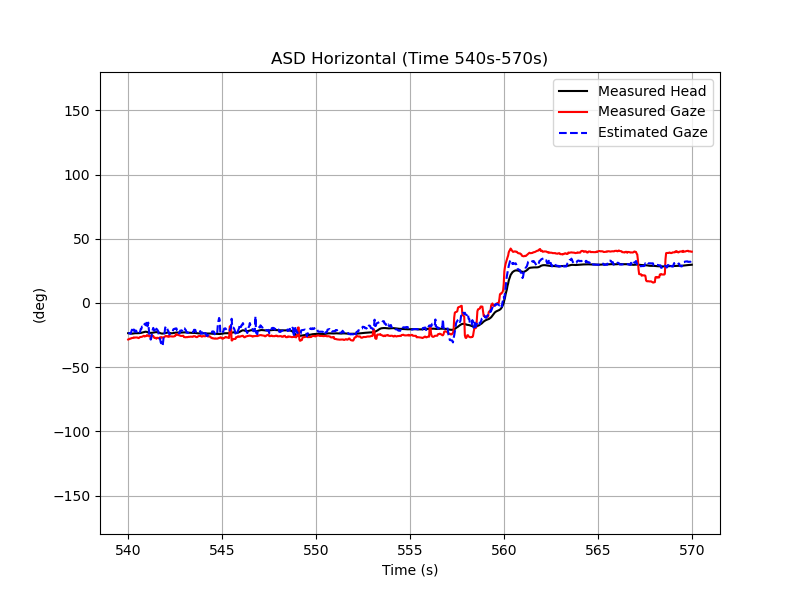 ASD Horizontal (Time 540s-570s)
Measured Head
Measured Gaze
Estimated Gaze
150
100
50
0
−50
−100
−150
(deg)
540 545 550 555 560 565 570
Time (s)